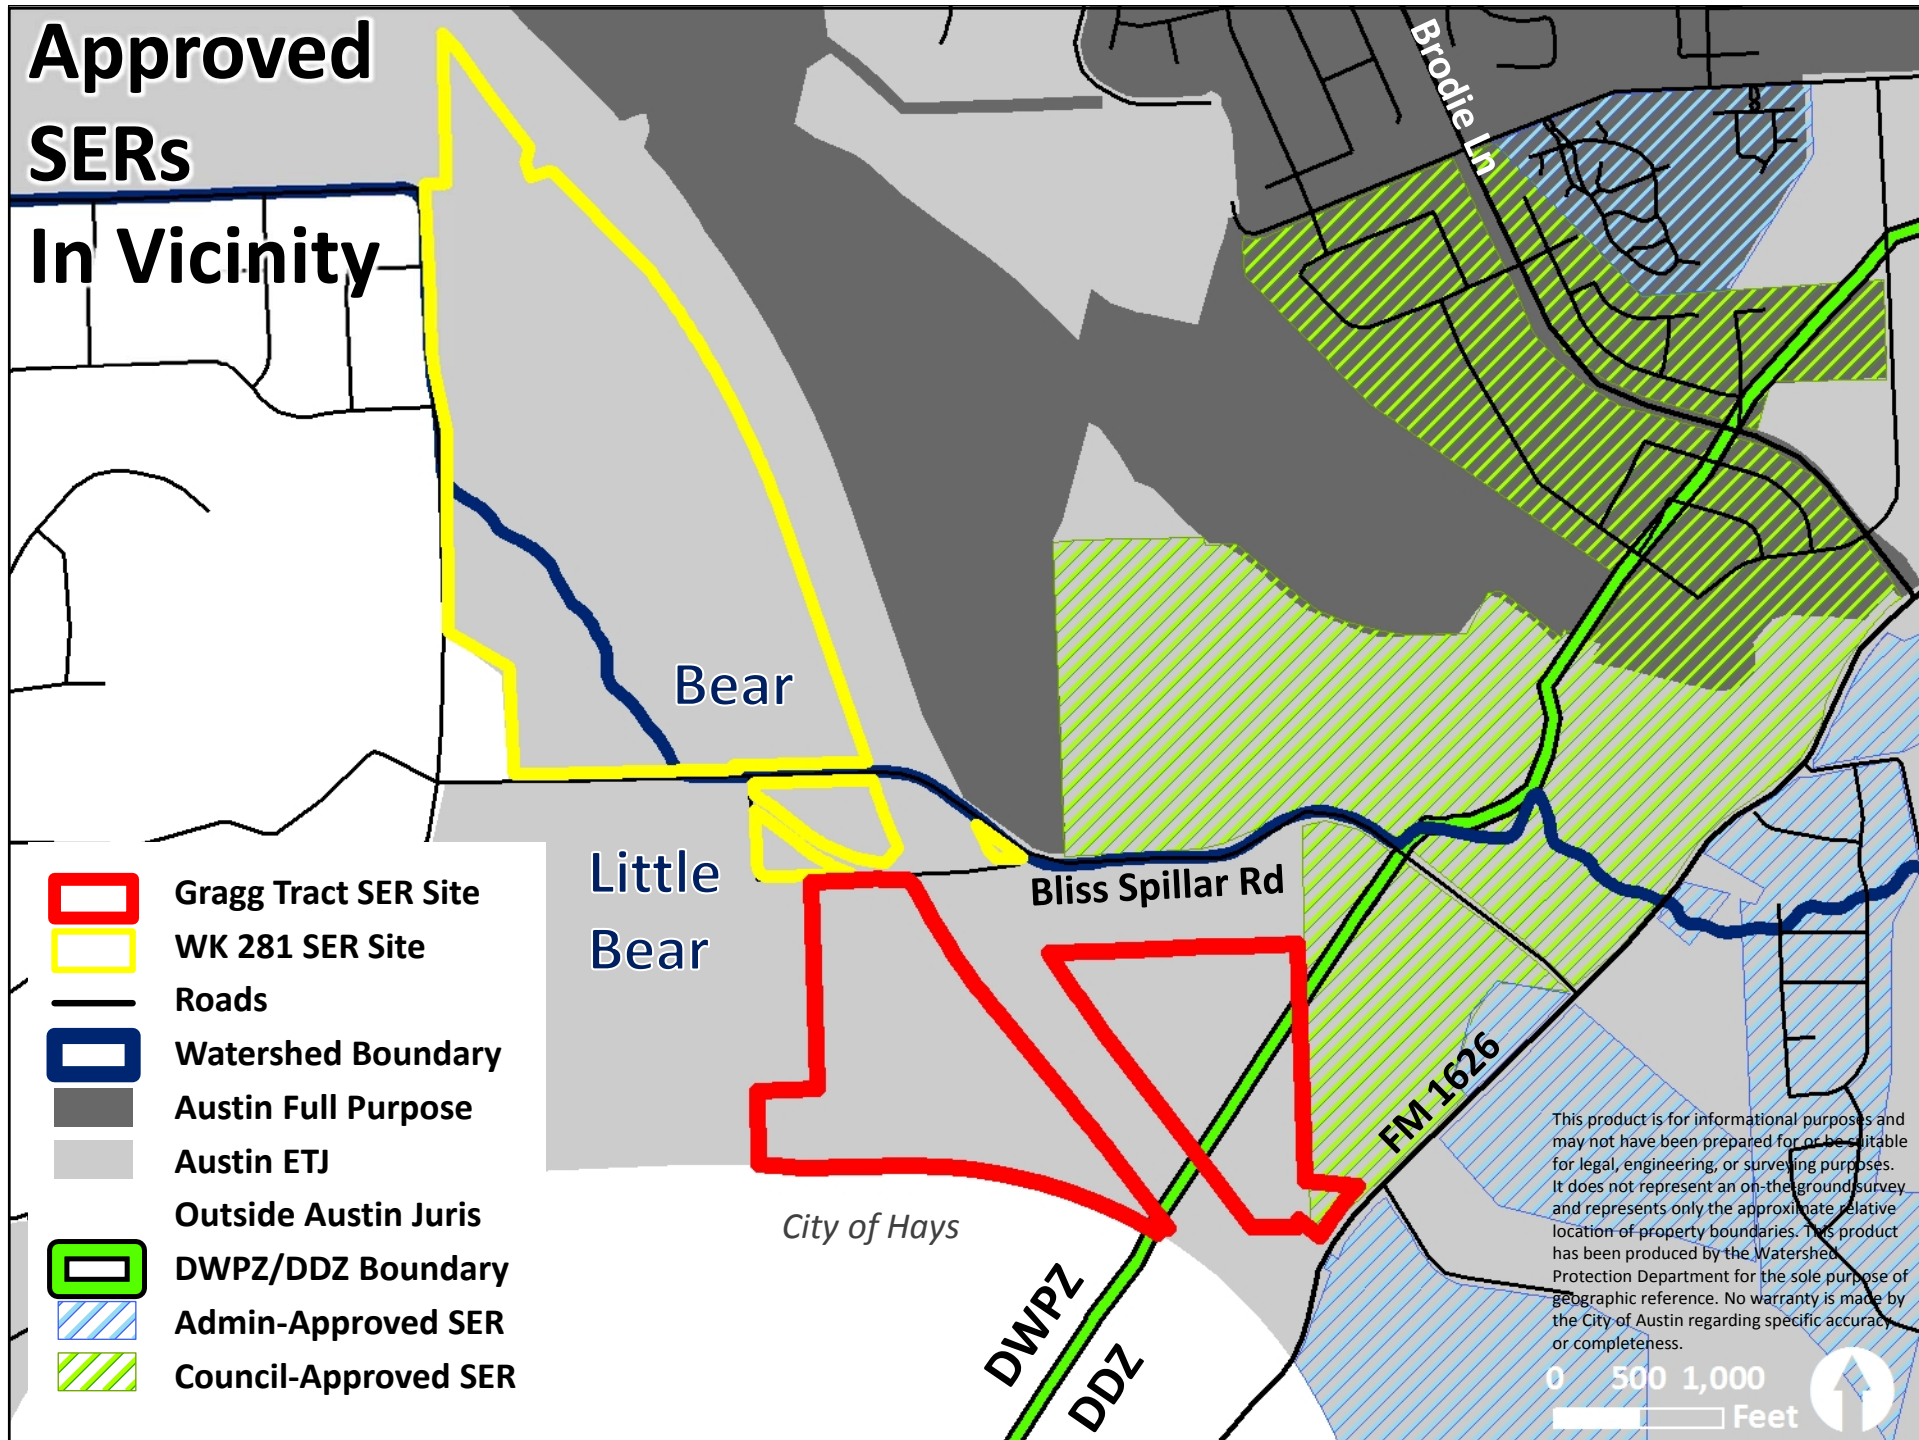 Approved
SERs
In Vicinity
Brodie Ln
Bear
Little
Bear
Bliss Spillar Rd
FM 1626
City of Hays
DWPZ
DDZ
Gragg Tract SER Site
WK 281 SER Site
Roads
Watershed Boundary
Austin Full Purpose
Austin ETJ
Outside Austin Juris
DWPZ/DDZ Boundary
Admin-Approved SER
Council-Approved SER
This product is for informational purposes and
may not have been prepared for or be suitable
for legal, engineering, or surveying purposes.
It does not represent an on-the-ground survey
and represents only the approximate relative
location of property boundaries. This product
has been produced by the Watershed
Protection Department for the sole purpose of
geographic reference. No warranty is made by
the City of Austin regarding specific accuracy
or completeness.
0 500 1,000
Feet